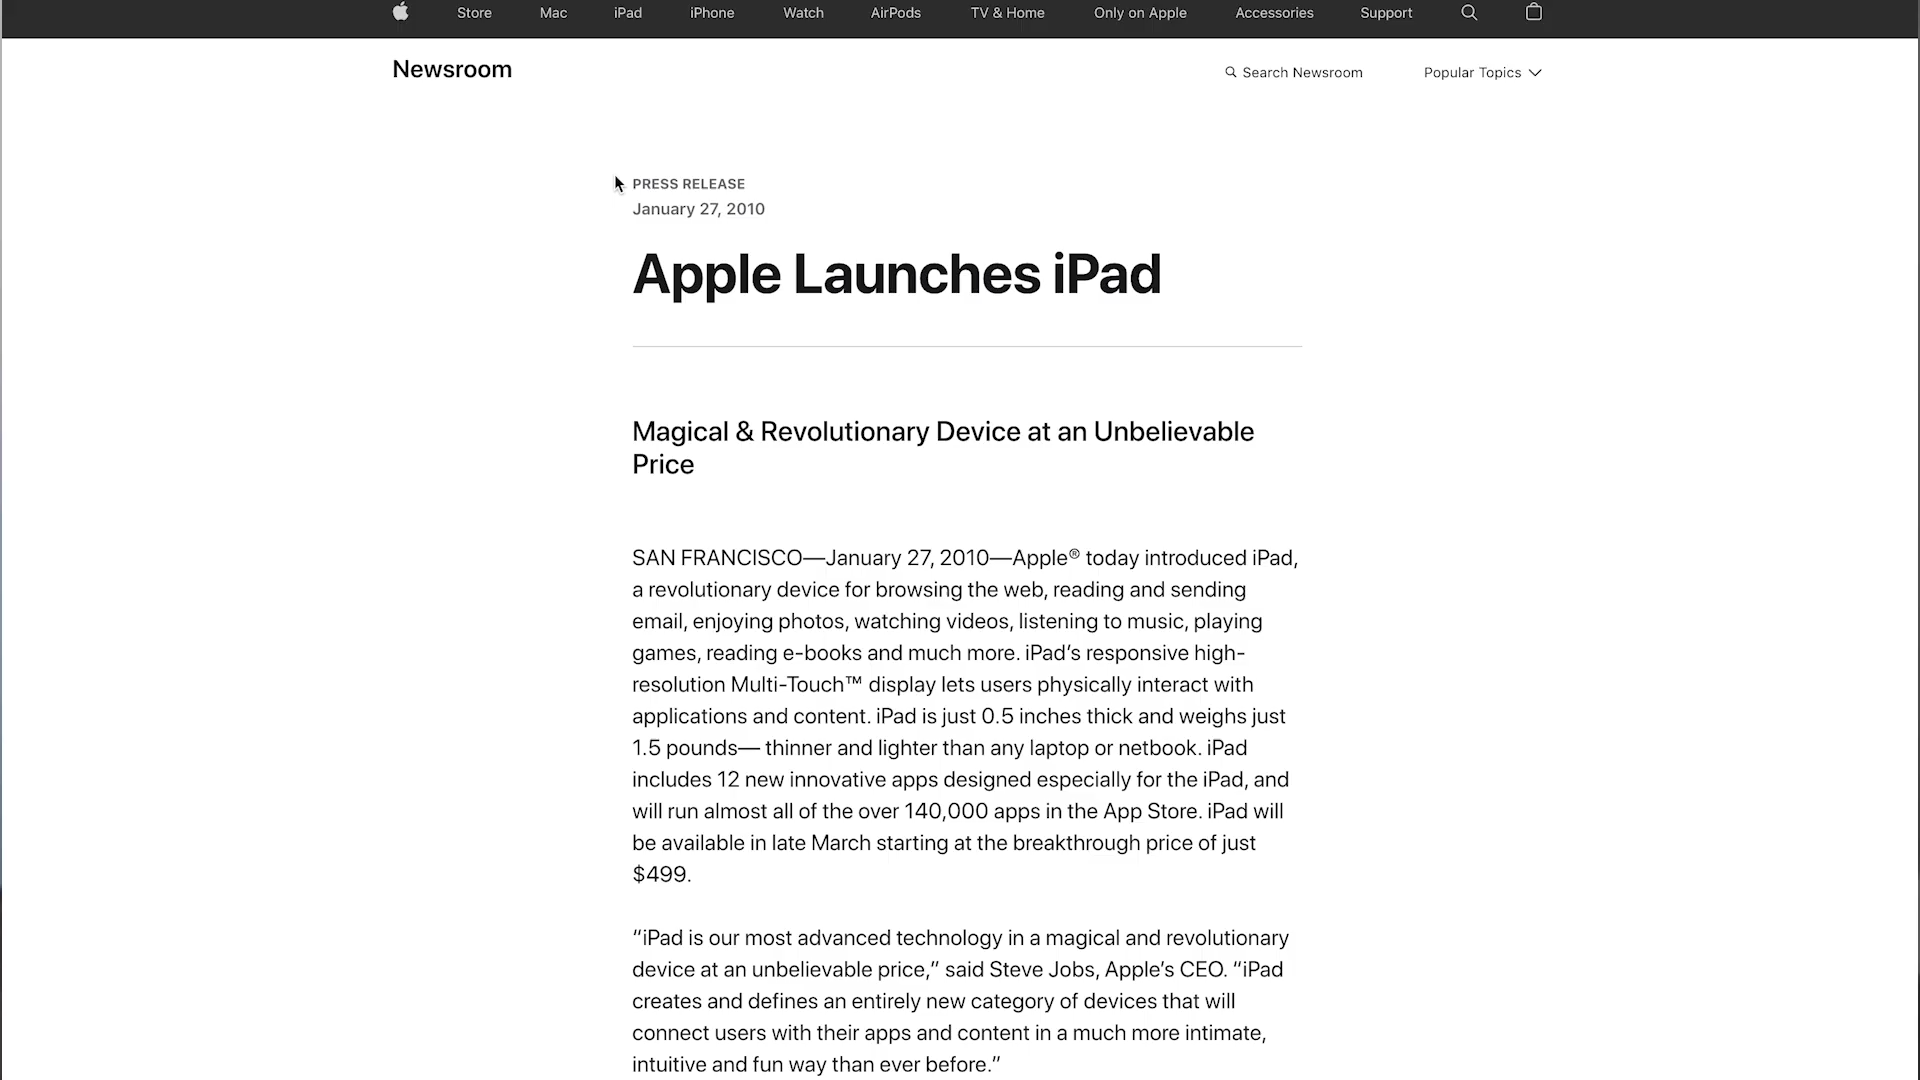 Store Mac iPad iPhone Watch AirPods TV & Home Only on Apple Accessories Support
Newsroom
Search Newsroom
Popular Topics
PRESS RELEASE
January 27, 2010
Apple Launches iPad
Magical & Revolutionary Device at an Unbelievable
Price
SAN FRANCISCO—January 27, 2010—Apple® today introduced iPad,
a revolutionary device for browsing the web, reading and sending
email, enjoying photos, watching videos, listening to music, playing
games, reading e-books and much more. iPad’s responsive high-
resolution Multi-Touch™ display lets users physically interact with
applications and content. iPad is just 0.5 inches thick and weighs just
1.5 pounds— thinner and lighter than any laptop or netbook. iPad
includes 12 new innovative apps designed especially for the iPad, and
will run almost all of the over 140,000 apps in the App Store. iPad will
be available in late March starting at the breakthrough price of just
$499.
“iPad is our most advanced technology in a magical and revolutionary
device at an unbelievable price,” said Steve Jobs, Apple’s CEO. “iPad
creates and defines an entirely new category of devices that will
connect users with their apps and content in a much more intimate,
intuitive and fun way than ever before.”